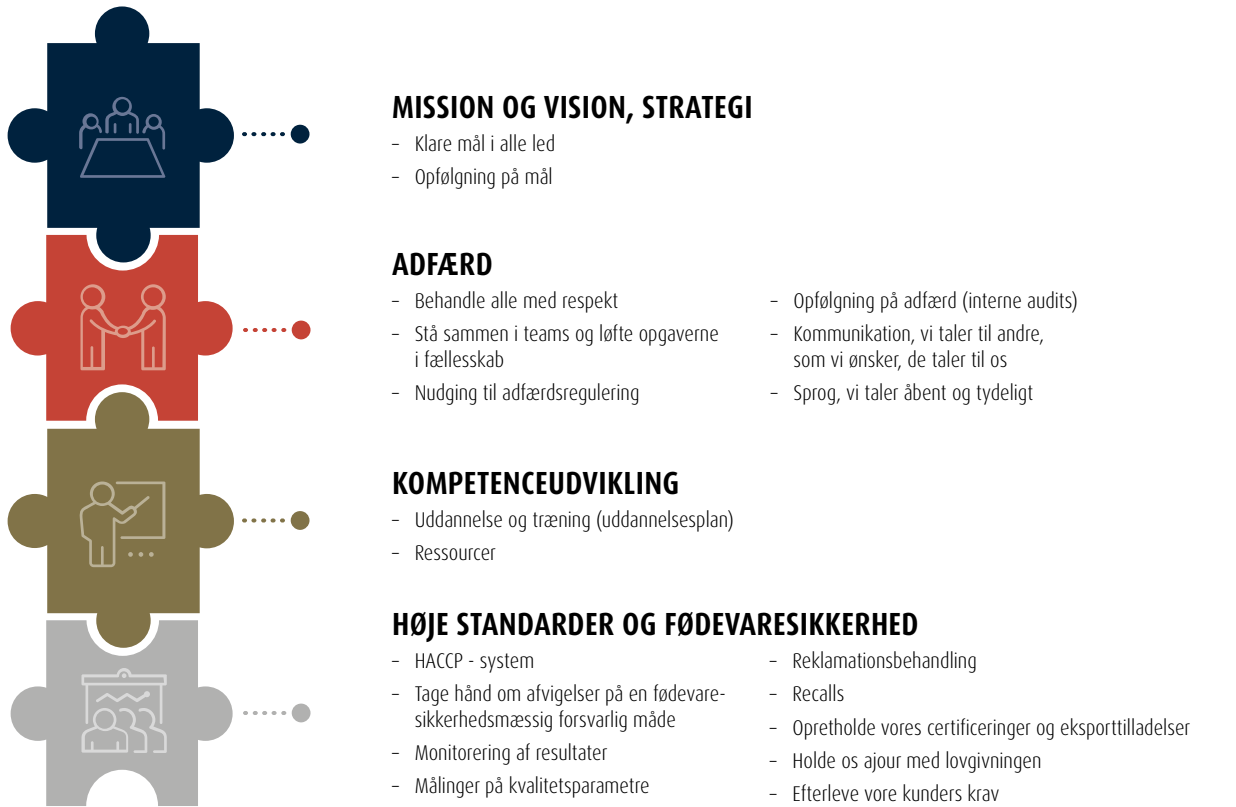 MISSION OG VISION, STRATEGI
– Klare mål i alle led
– Opfølgning på mål
ADFÆRD
– Behandle alle med respekt
– Stå sammen i teams og løfte opgaverne
i fællesskab
– Nudging til adfærdsregulering
– Opfølgning på adfærd (interne audits)
– Kommunikation, vi taler til andre,
som vi ønsker, de taler til os
– Sprog, vi taler åbent og tydeligt
KOMPETENCEUDVIKLING
– Uddannelse og træning (uddannelsesplan)
– Ressourcer
HØJE STANDARDER OG FØDEVARESIKKERHED
– HACCP - system
– Tage hånd om afvigelser på en fødevare-
sikkerhedsmæssig forsvarlig måde
– Monitorering af resultater
– Målinger på kvalitetsparametre
– Reklamationsbehandling
– Recalls
– Opretholde vores certificeringer og eksporttilladelser
– Holde os ajour med lovgivningen
– Efterleve vore kunders krav